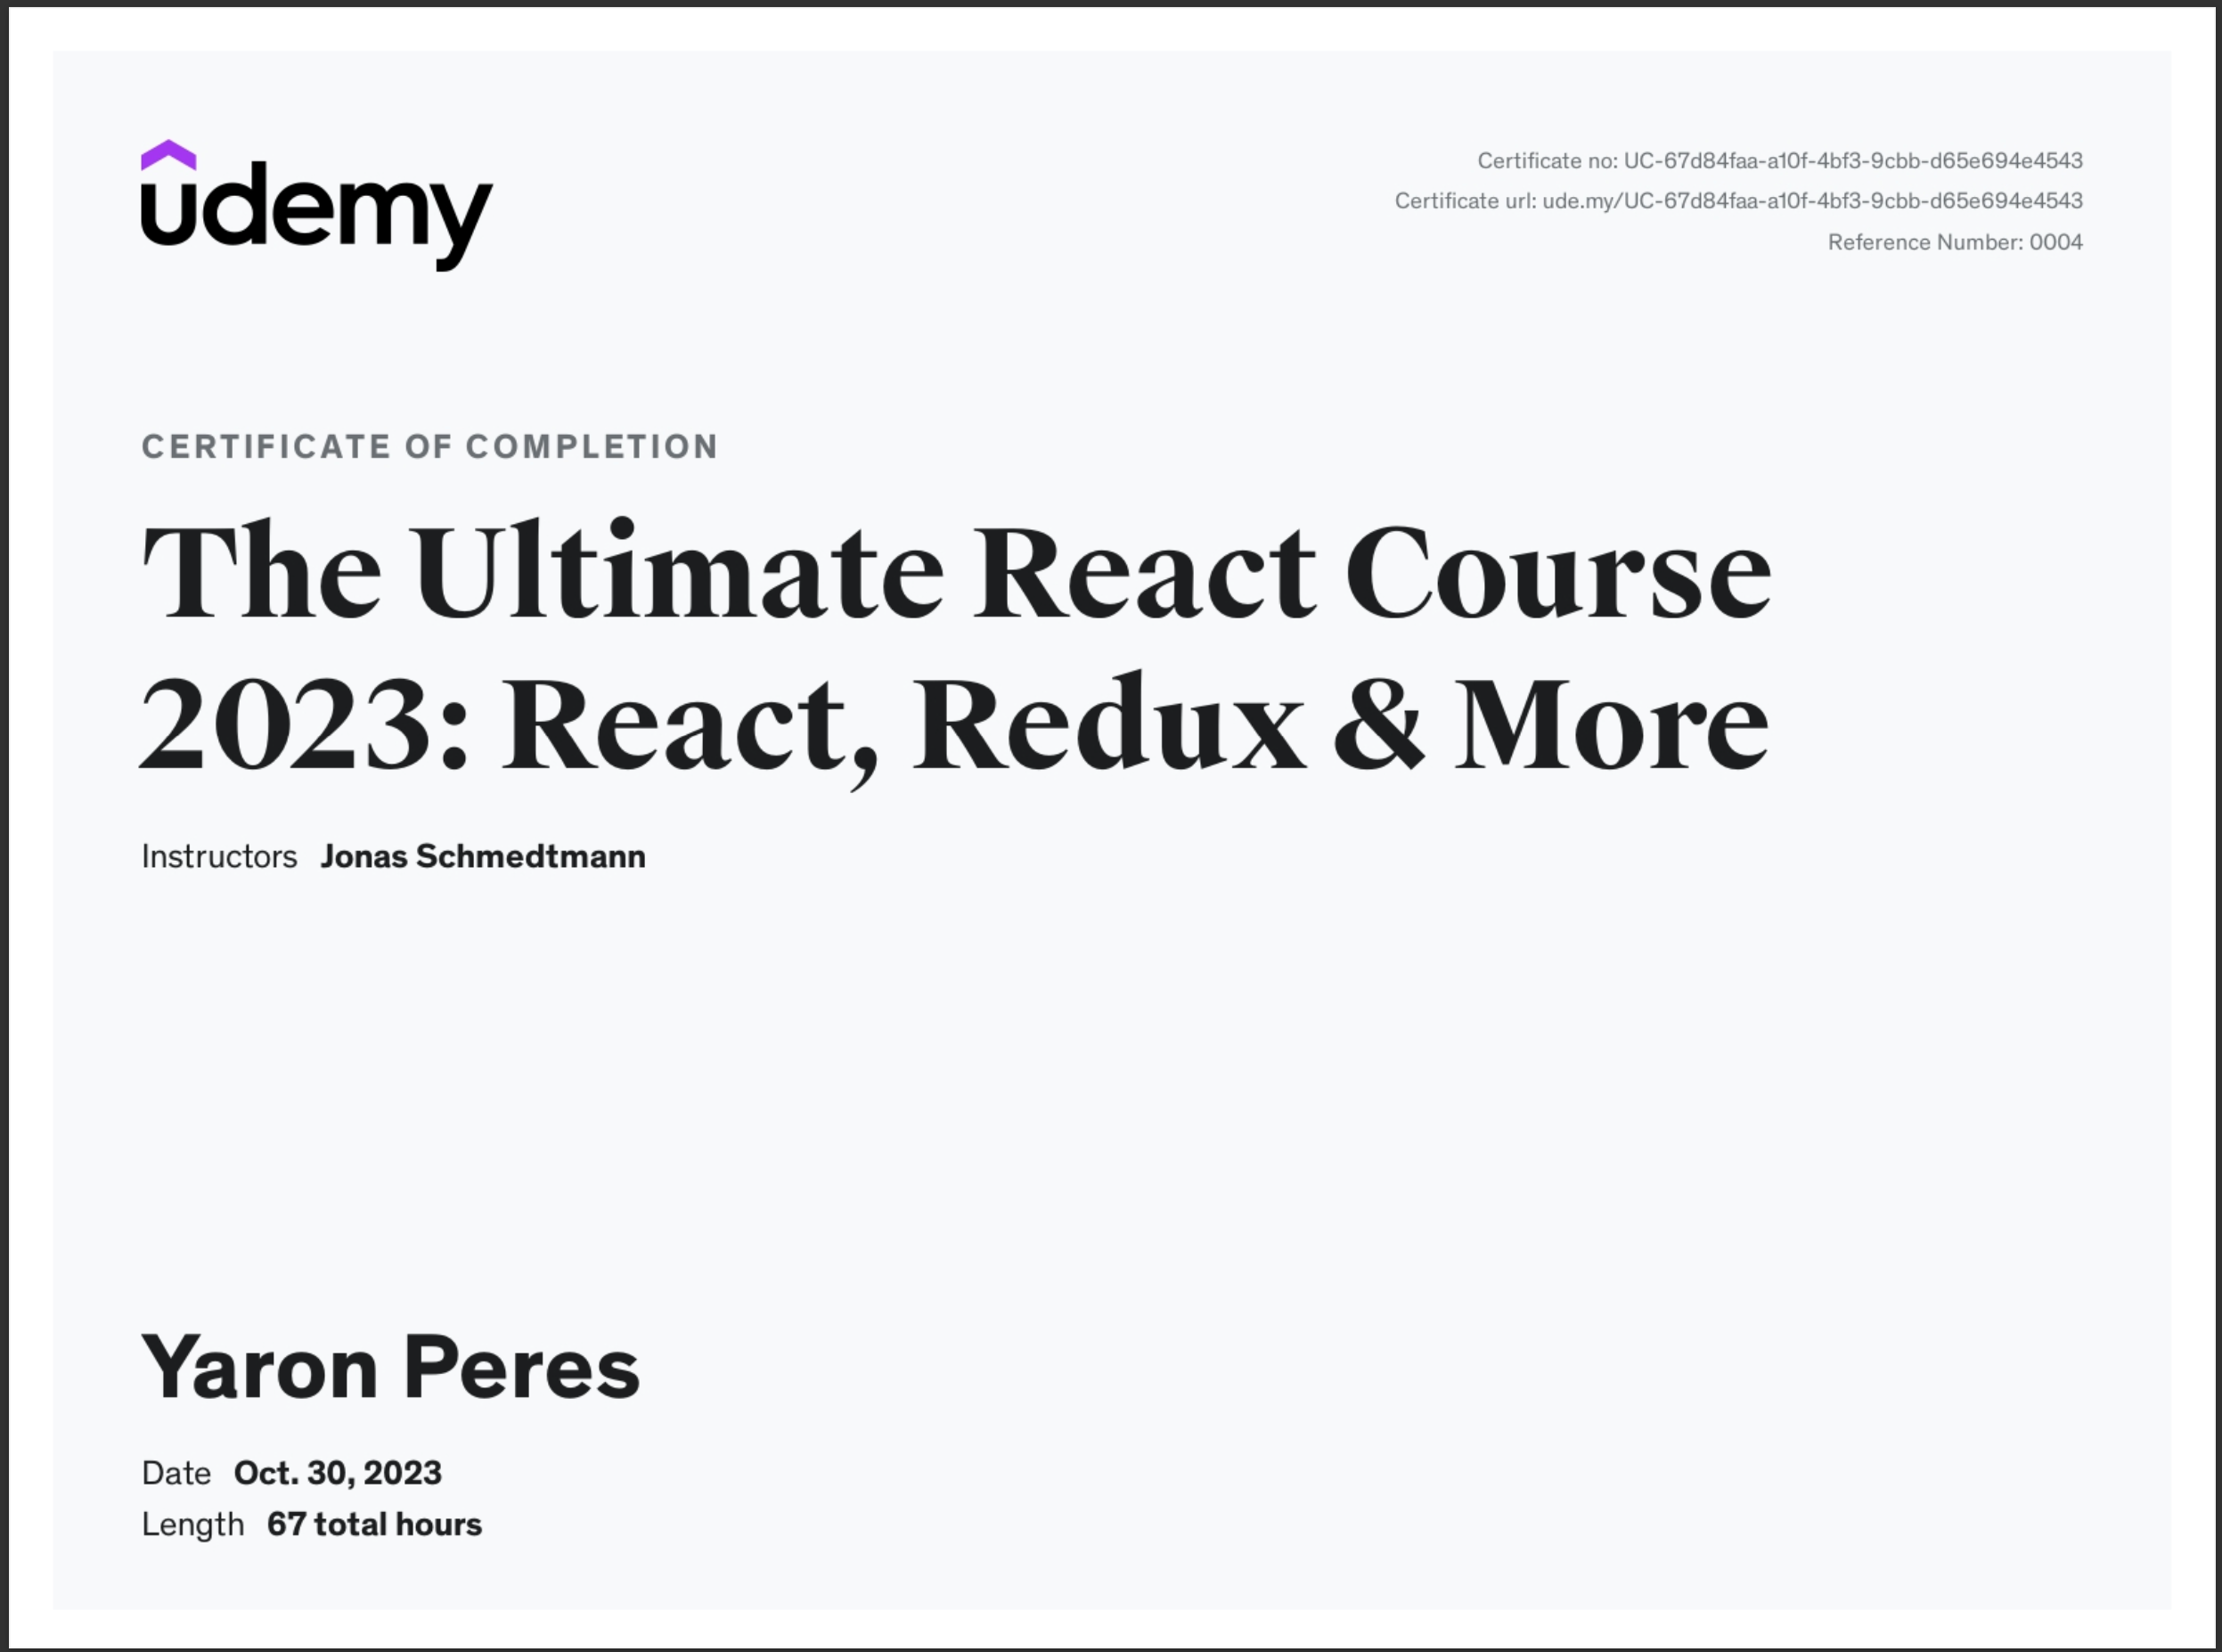 udemy
Certificate no: UC-67d84faa-a10f-4bf3-9cbb-d65e694e4543
Certificate url: ude.my/UC-67d84faa-a10f-4bf3-9cbb-d65e694e4543
Reference Number: 0004
CERTIFICATE OF COMPLETION
The Ultimate React Course
2023: React, Redux & More
Instructors Jonas Schmedtmann
Yaron Peres
Date Oct. 30, 2023
Length 67 total hours